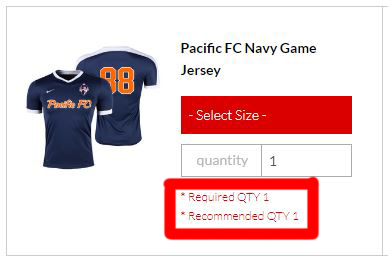 Pacific FC Navy Game
Jersey
88
Pacific FC
- Select Size -
quantity 1
* Required QTY 1
* Recommended QTY 1